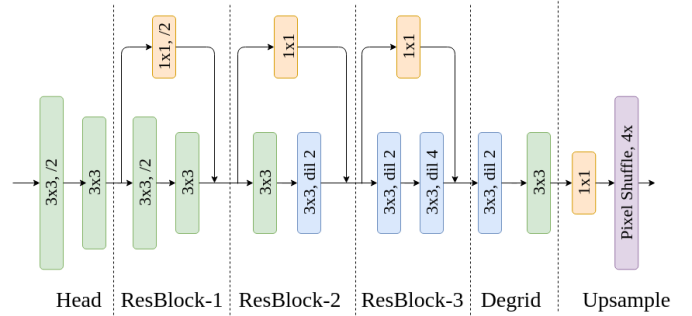 1x1, /2
1x1
1x1
3x3, /2
3x3
3x3, /2
3x3
3x3
3x3, dil 2
3x3, dil 2
3x3, dil 4
3x3, dil 2
3x3
1x1
Pixel Shuffle, 4x
Head
ResBlock-1
ResBlock-2
ResBlock-3
Degrid
Upsample